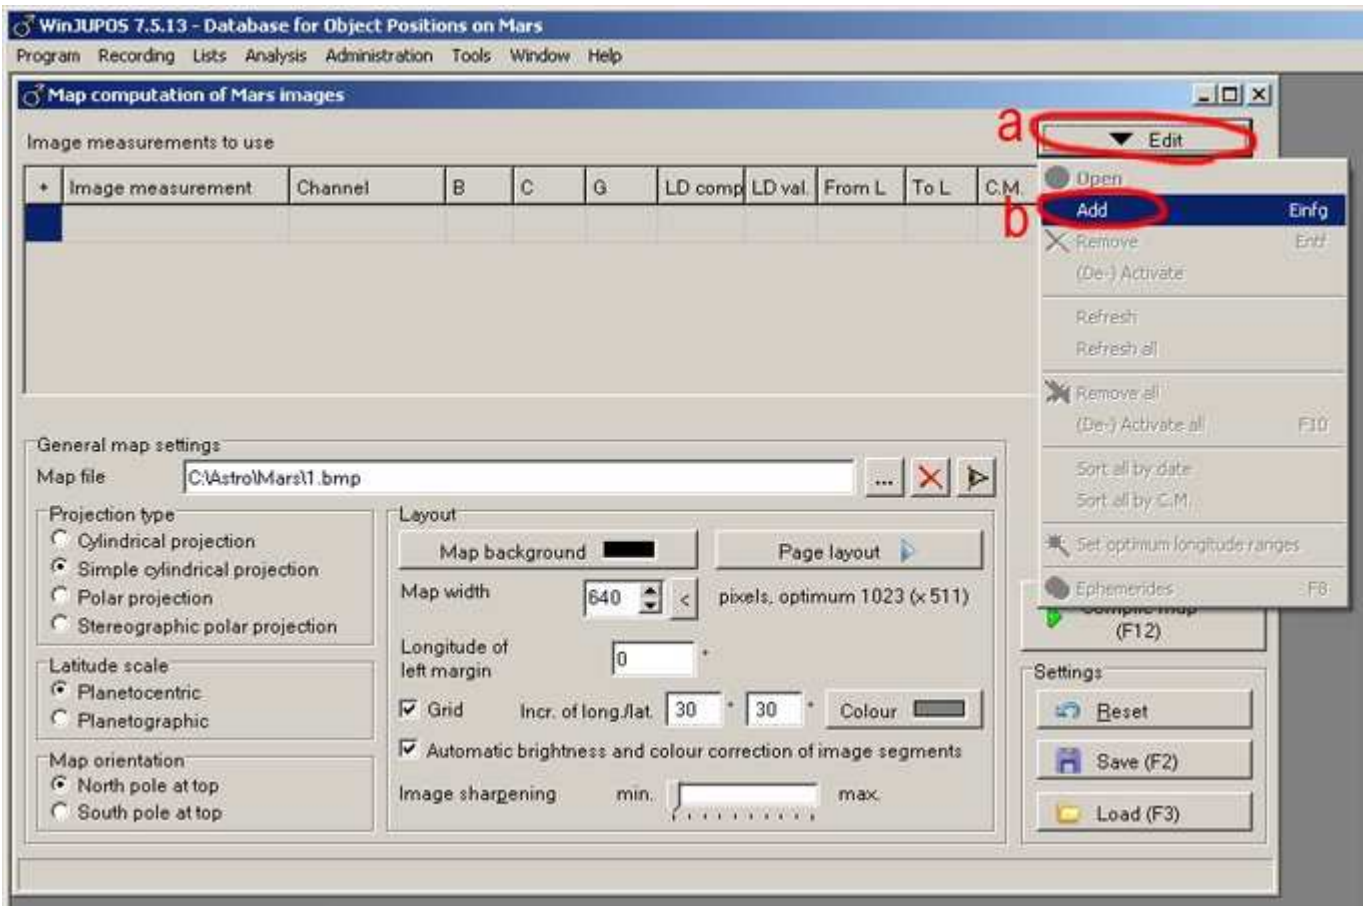 WinJUPOS 7.5.13 - Database for Object Positions on Mars
Program Recording Lists Analysis Administration Tools Window Help
Map computation of Mars images
a
Image measurements to use
Edit
+ Image measurement Channel B C G LD comp LD val. From L To L C.M.
Open
b
Add Einfg
Remove Entf
(De-) Activate
Refresh
Refresh all
Remove all
(De-) Activate all F10
Sort all by date
Sort all by C.M.
Set optimum longitude ranges
Ephemerides F8
General map settings
Map file C:\Astro\Mars\1.bmp ...
Projection type
Cylindrical projection
Simple cylindrical projection
Polar projection
Stereographic polar projection
Latitude scale
Planetocentric
Planetographic
Map orientation
North pole at top
South pole at top
Layout
Map background Page layout
Map width 640 < pixels, optimum 1023 (x 511)
Longitude of
left margin 0 °
Grid Incr. of long./lat. 30 ° 30 ° Colour
Automatic brightness and colour correction of image segments
Image sharpening min. max.
Compile map
(F12)
Settings
Reset
Save (F2)
Load (F3)